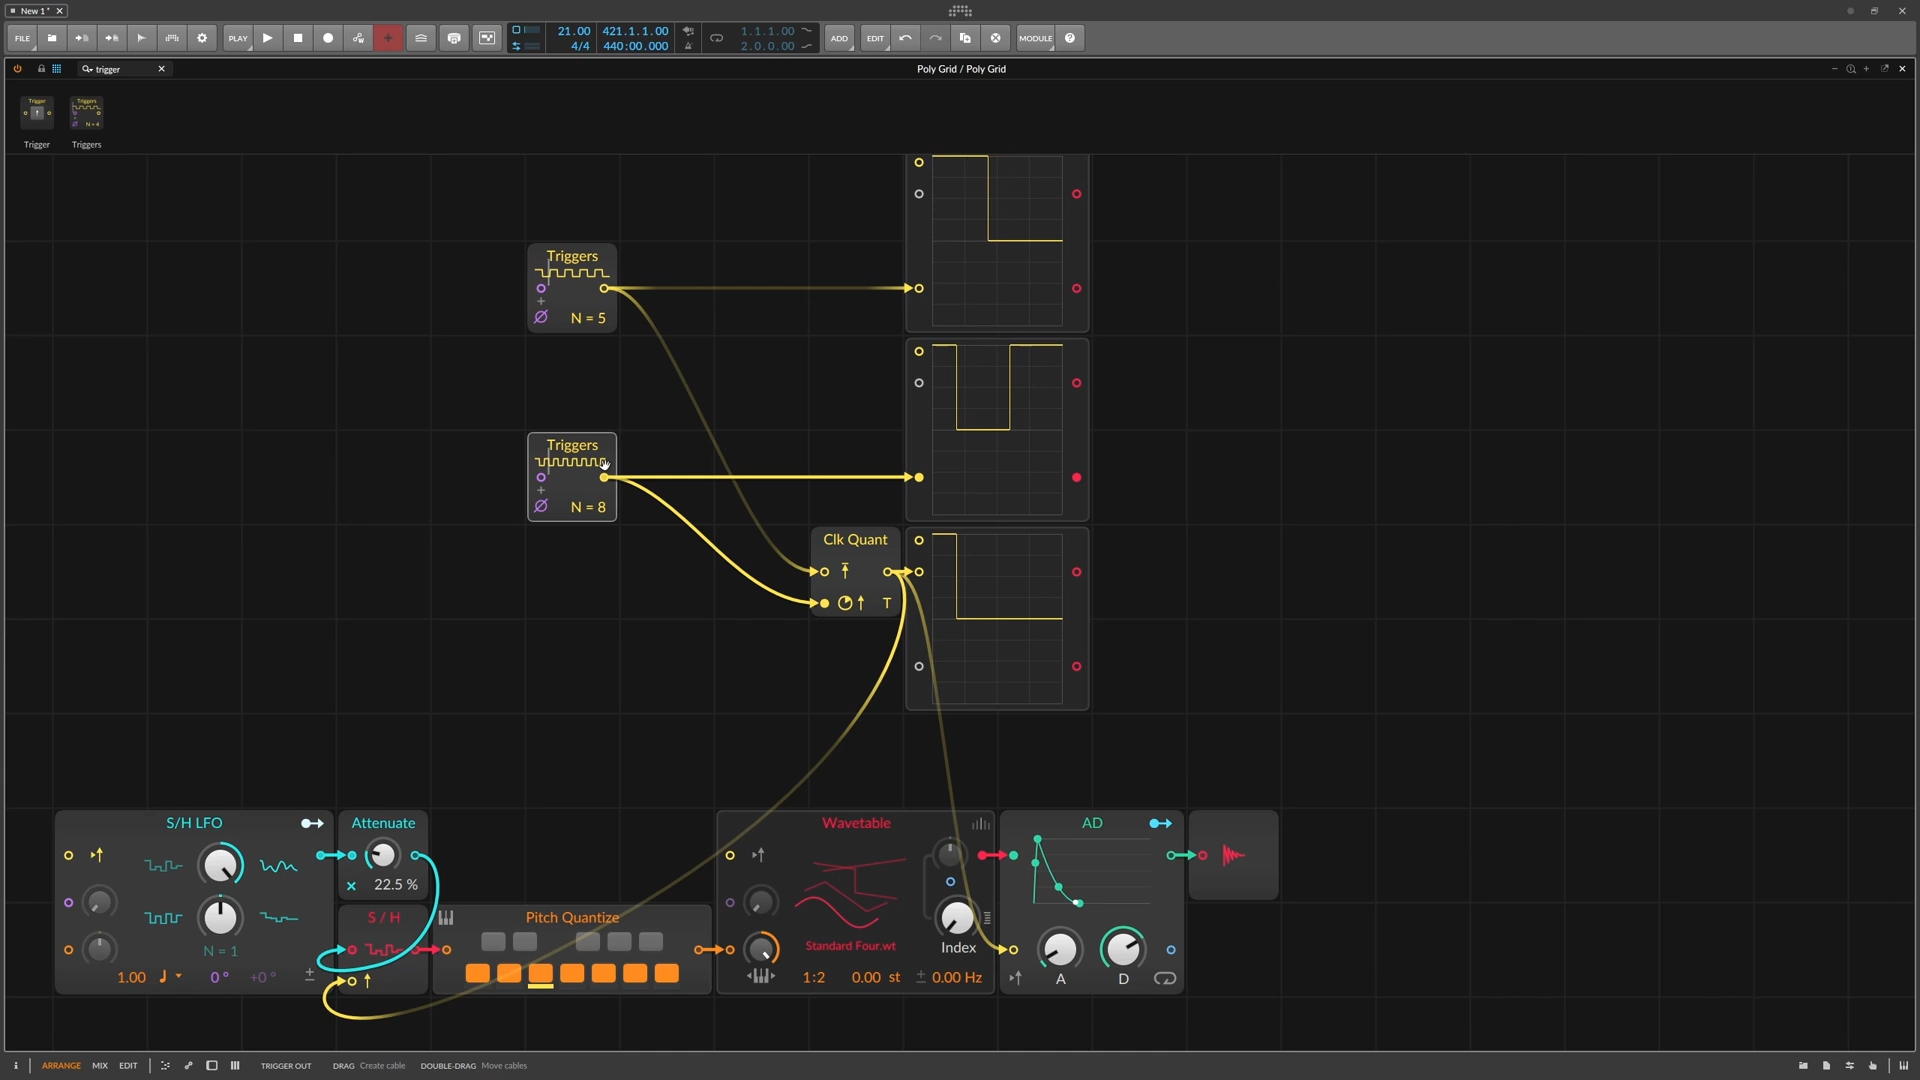 New 1 *
FILE
PLAY
21.00
4/4
421.1.1.00
440:00.000
1.1.1.00
2.0.0.00
ADD
EDIT
MODULE
trigger
Poly Grid / Poly Grid
Trigger
Trigger
Triggers
N = 4
Triggers
Triggers
N = 5
Triggers
N = 8
Clk Quant
T
S/H LFO
N = 1
1.00
0 °
+0 °
Attenuate
22.5 %
S / H
Pitch Quantize
Wavetable
Standard Four.wt
Index
1:2
0.00 st
± 0.00 Hz
AD
A
D
ARRANGE
MIX
EDIT
TRIGGER OUT
DRAG Create cable
DOUBLE-DRAG Move cables